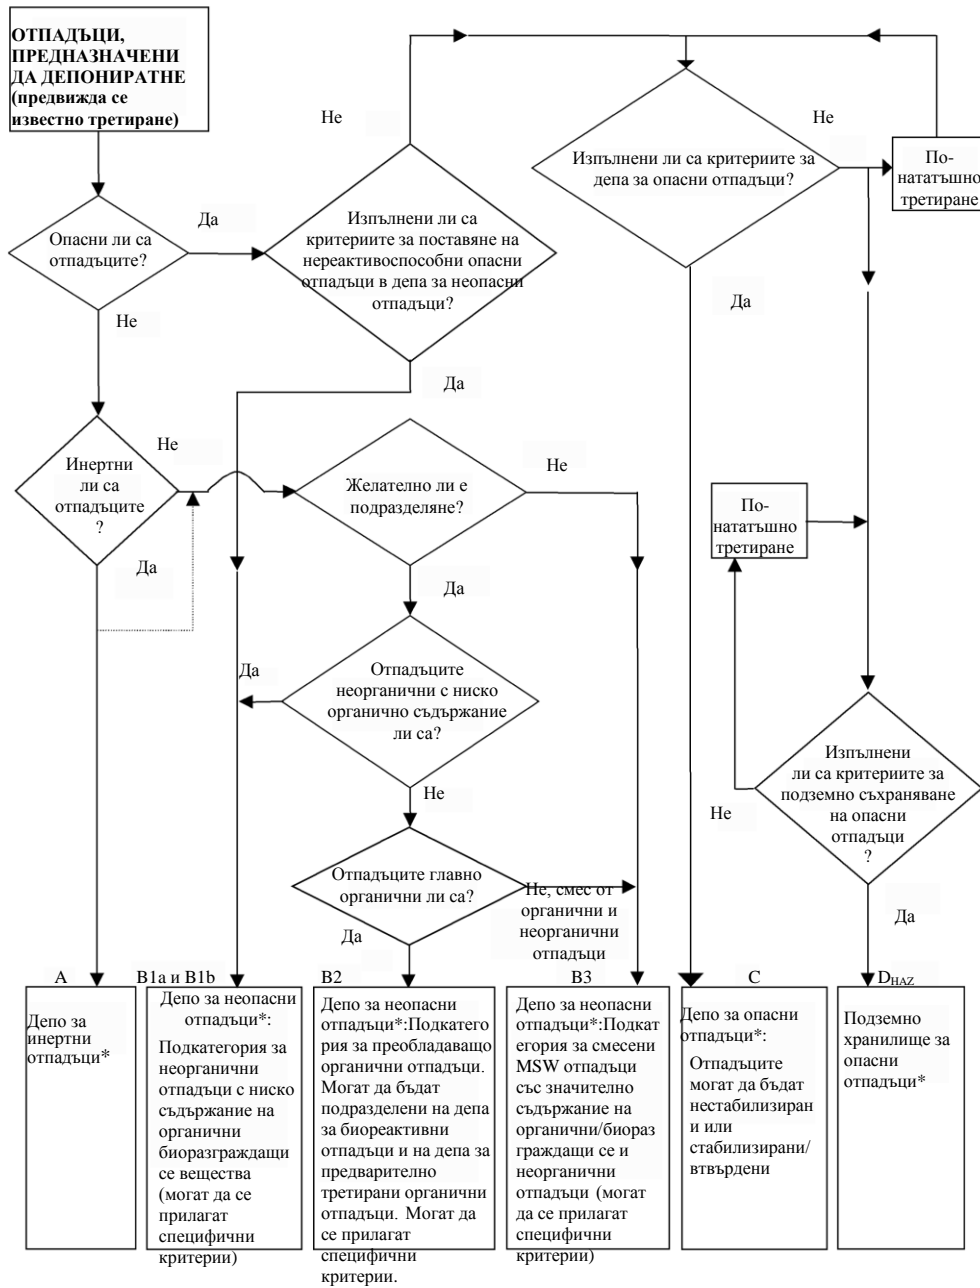 ОТПАДЪЦИ,
ПРЕДНАЗНАЧЕНИ
ДА ДЕПОНИРАТНЕ
(предвижда се
известно третиране)
Не
Изпълнени ли са критериите за
депа за опасни отпадъци?
Не
По-
нататъшно
третиране
Опасни ли са
отпадъците?
Да
Изпълнени ли са
критериите за поставяне на
нереактивоспособни опасни
отпадъци в депа за неопасни
отпадъци?
Не
Да
Да
Инертни
ли са
отпадъците
?
Не
Да
Желателно ли е
подразделяне?
Не
Да
По-
нататъшно
третиране
Отпадъците
неорганични с ниско
органично съдържание
ли са?
Да
Не
Изпълнени
ли са критериите за
подземно съхраняване
на опасни
отпадъци
?
Не
Да
Отпадъците главно
органични ли са?
Не, смес от
органични и
неорганични
отпадъци
Да
A
B1a и B1b
B2
B3
C
D_HAZ
Депо за
инертни
отпадъци*
Депо за неопасни
отпадъци*:
Подкатегория за
неорганични
отпадъци с ниско
съдържание на
органични
биоразграждащи
се вещества
(могат да се
прилагат
специфични
критерии)
Депо за неопасни
отпадъци*:Подкатего
рия за преобладаващо
органични отпадъци.
Могат да бъдат
подразделени на депа
за биореактивни
отпадъци и на депа за
предварително
третирани органични
отпадъци. Могат да
се прилагат
специфични
критерии.
Депо за неопасни
отпадъци*:Подкат
егория за смесени
MSW отпадъци
със значително
съдържание на
органични/биораз
граждащи се и
неорганични
отпадъци (могат
да се прилагат
специфични
критерии)
Депо за опасни
отпадъци*:
Отпадъците
могат да бъдат
нестабилизиран
и или
стабилизирани/
втвърдени
Подземно
хранилище за
опасни
отпадъци*